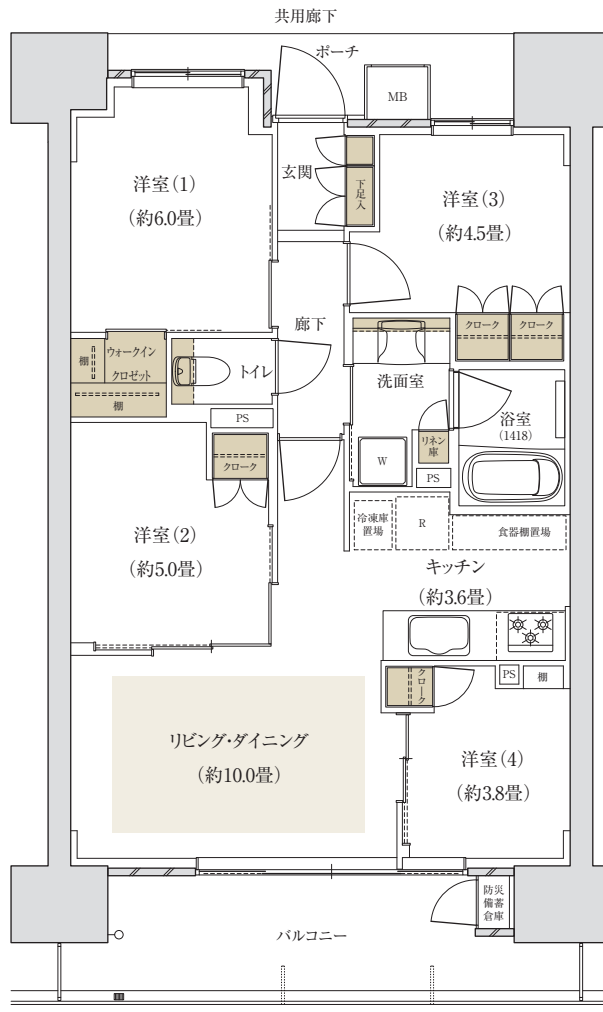 共用廊下
ポーチ
MB
玄関
下足入
洋室(1)
(約6.0畳)
洋室(3)
(約4.5畳)
廊下
クローク
クローク
棚
ウォークイン
クロゼット
棚
トイレ
洗面室
浴室
(1418)
PS
リネン
庫
W
PS
クローク
洋室(2)
(約5.0畳)
冷凍庫
置場
R
食器棚置場
キッチン
(約3.6畳)
クローク
PS
棚
リビング・ダイニング
(約10.0畳)
洋室(4)
(約3.8畳)
防災
備蓄
倉庫
バルコニー